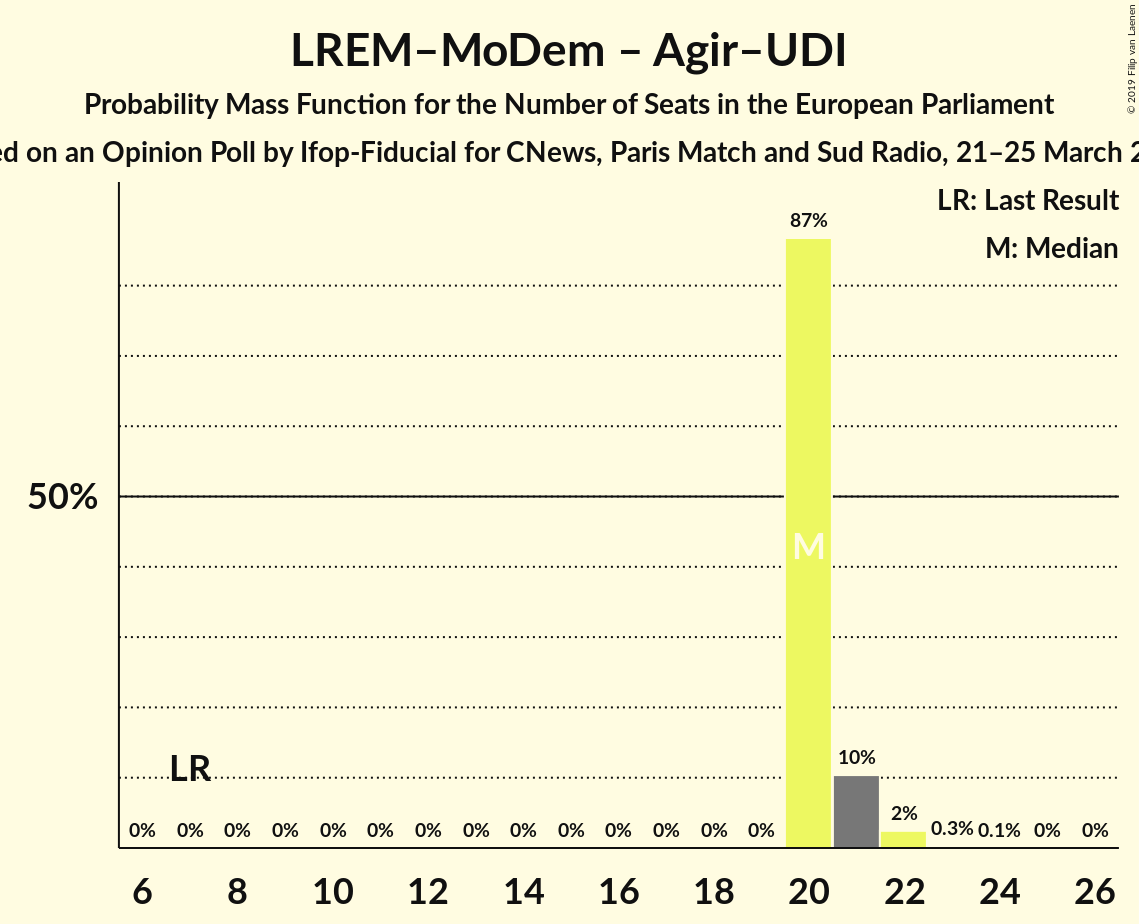 LREM–MoDem – Agir–UDI
Probability Mass Function for the Number of Seats in the European Parliament
on an Opinion Poll by Ifop-Fiducial for CNews, Paris Match and Sud Radio, 21–25 March
© 2019 Filip van Laenen
LR: Last Result
M: Median
87%
50%
M
LR
10%
2%
0% 0% 0% 0% 0% 0% 0% 0% 0% 0% 0% 0% 0% 0% 0.3% 0.1% 0% 0%
6 8 10 12 14 16 18 20 22 24 26